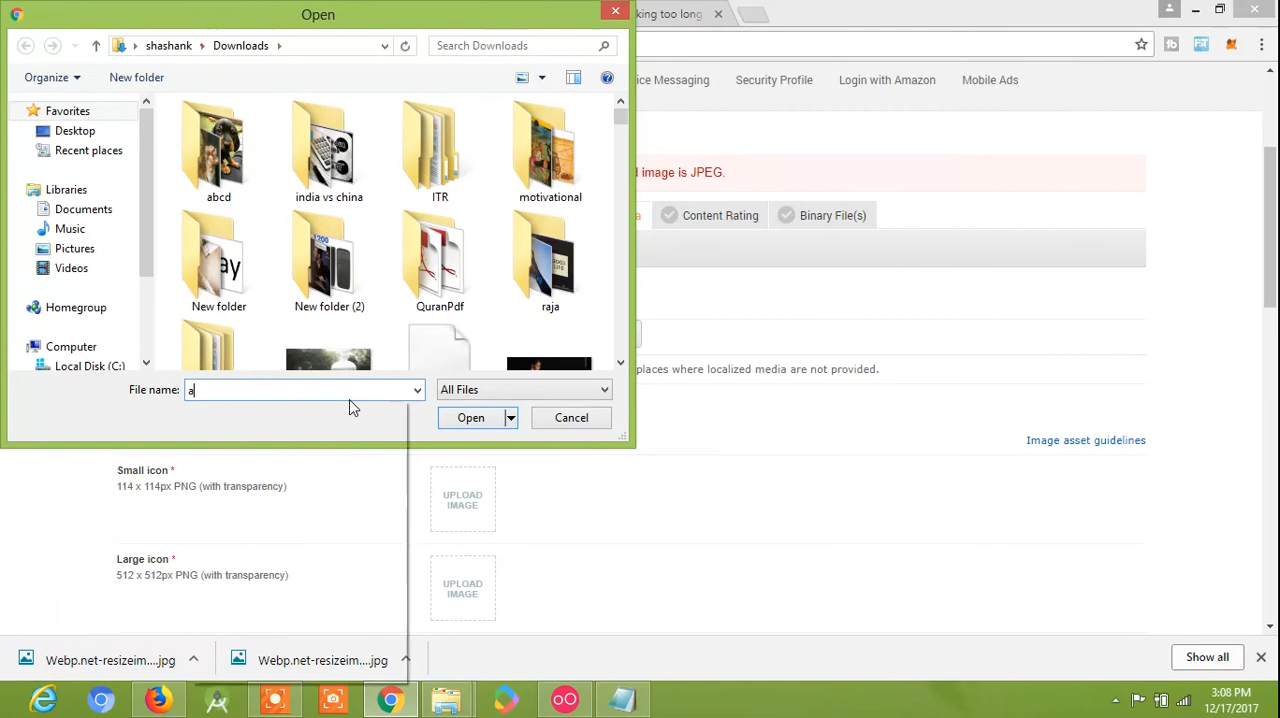 Open
king too long
shashank
Downloads
Search Downloads
Organize
New folder
ice Messaging
Security Profile
Login with Amazon
Mobile Ads
Favorites
Desktop
Recent places
Libraries
Documents
Music
Pictures
Videos
Homegroup
Computer
Local Disk (C:)
abcd
india vs china
ITR
motivational
New folder
New folder (2)
QuranPdf
raja
File name:
a
All Files
Open
Cancel
d image is JPEG.
a
Content Rating
Binary File(s)
places where localized media are not provided.
Image asset guidelines
Small icon *
114 x 114px PNG (with transparency)
UPLOAD
IMAGE
Large icon *
512 x 512px PNG (with transparency)
UPLOAD
IMAGE
Webp.net-resizeim....jpg
Webp.net-resizeim....jpg
Show all
3:08 PM
12/17/2017